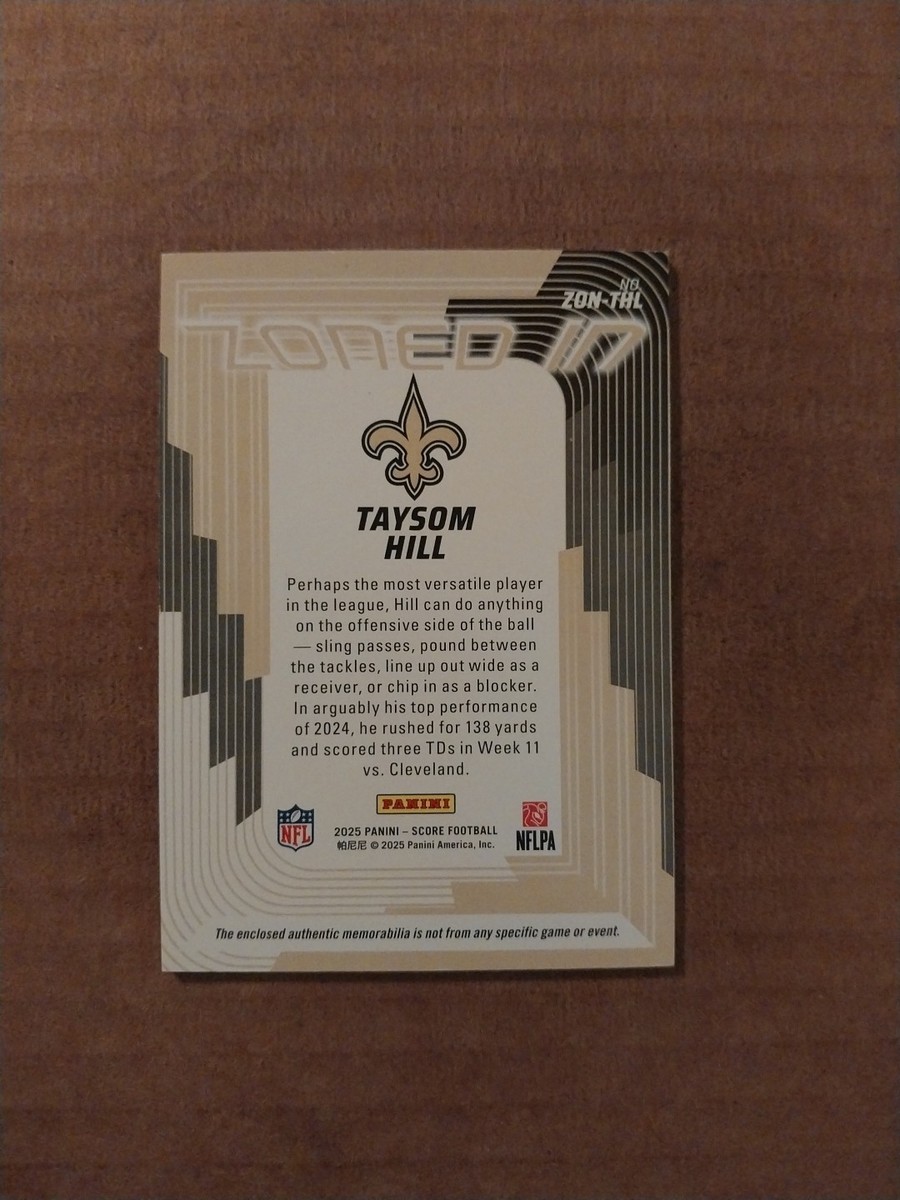 NO.
ZON-THL
ZONED IN
TAYSOM
HILL
Perhaps the most versatile player
in the league, Hill can do anything
on the offensive side of the ball
— sling passes, pound between
the tackles, line up out wide as a
receiver, or chip in as a blocker.
In arguably his top performance
of 2024, he rushed for 138 yards
and scored three TDs in Week 11
vs. Cleveland.
PANINI
NFL
2025 PANINI – SCORE FOOTBALL
帕尼尼 © 2025 Panini America, Inc.
NFLPA
The enclosed authentic memorabilia is not from any specific game or event.